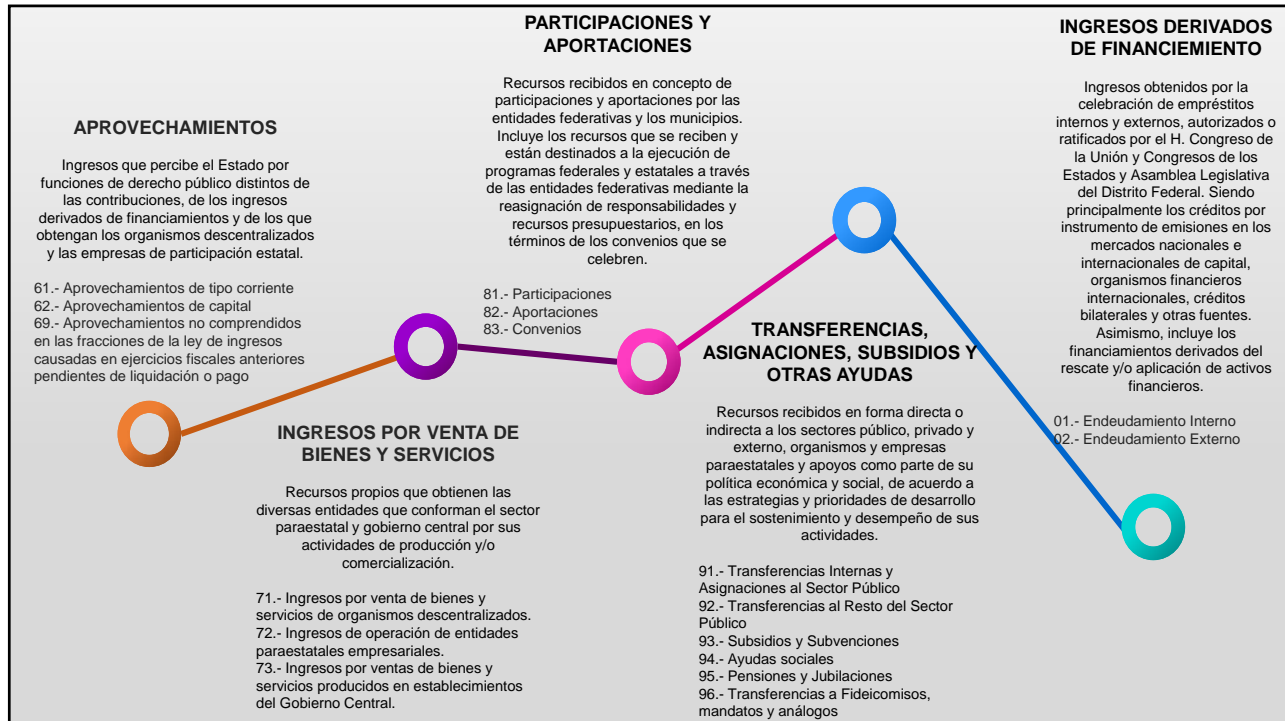 APROVECHAMIENTOS
Ingresos que percibe el Estado por
funciones de derecho público distintos de
las contribuciones, de los ingresos
derivados de financiamientos y de los que
obtengan los organismos descentralizados
y las empresas de participación estatal.
61.- Aprovechamientos de tipo corriente
62.- Aprovechamientos de capital
69.- Aprovechamientos no comprendidos
en las fracciones de la ley de ingresos
causadas en ejercicios fiscales anteriores
pendientes de liquidación o pago
INGRESOS POR VENTA DE
BIENES Y SERVICIOS
Recursos propios que obtienen las
diversas entidades que conforman el sector
paraestatal y gobierno central por sus
actividades de producción y/o
comercialización.
71.- Ingresos por venta de bienes y
servicios de organismos descentralizados.
72.- Ingresos de operación de entidades
paraestatales empresariales.
73.- Ingresos por ventas de bienes y
servicios producidos en establecimientos
del Gobierno Central.
PARTICIPACIONES Y
APORTACIONES
Recursos recibidos en concepto de
participaciones y aportaciones por las
entidades federativas y los municipios.
Incluye los recursos que se reciben y
están destinados a la ejecución de
programas federales y estatales a través
de las entidades federativas mediante la
reasignación de responsabilidades y
recursos presupuestarios, en los
términos de los convenios que se
celebren.
81.- Participaciones
82.- Aportaciones
83.- Convenios
TRANSFERENCIAS,
ASIGNACIONES, SUBSIDIOS Y
OTRAS AYUDAS
Recursos recibidos en forma directa o
indirecta a los sectores público, privado y
externo, organismos y empresas
paraestatales y apoyos como parte de su
política económica y social, de acuerdo a
las estrategias y prioridades de desarrollo
para el sostenimiento y desempeño de sus
actividades.
91.- Transferencias Internas y
Asignaciones al Sector Público
92.- Transferencias al Resto del Sector
Público
93.- Subsidios y Subvenciones
94.- Ayudas sociales
95.- Pensiones y Jubilaciones
96.- Transferencias a Fideicomisos,
mandatos y análogos
INGRESOS DERIVADOS
DE FINANCIEMIENTO
Ingresos obtenidos por la
celebración de empréstitos
internos y externos, autorizados o
ratificados por el H. Congreso de
la Unión y Congresos de los
Estados y Asamblea Legislativa
del Distrito Federal. Siendo
principalmente los créditos por
instrumento de emisiones en los
mercados nacionales e
internacionales de capital,
organismos financieros
internacionales, créditos
bilaterales y otras fuentes.
Asimismo, incluye los
financiamientos derivados del
rescate y/o aplicación de activos
financieros.
01.- Endeudamiento Interno
02.- Endeudamiento Externo